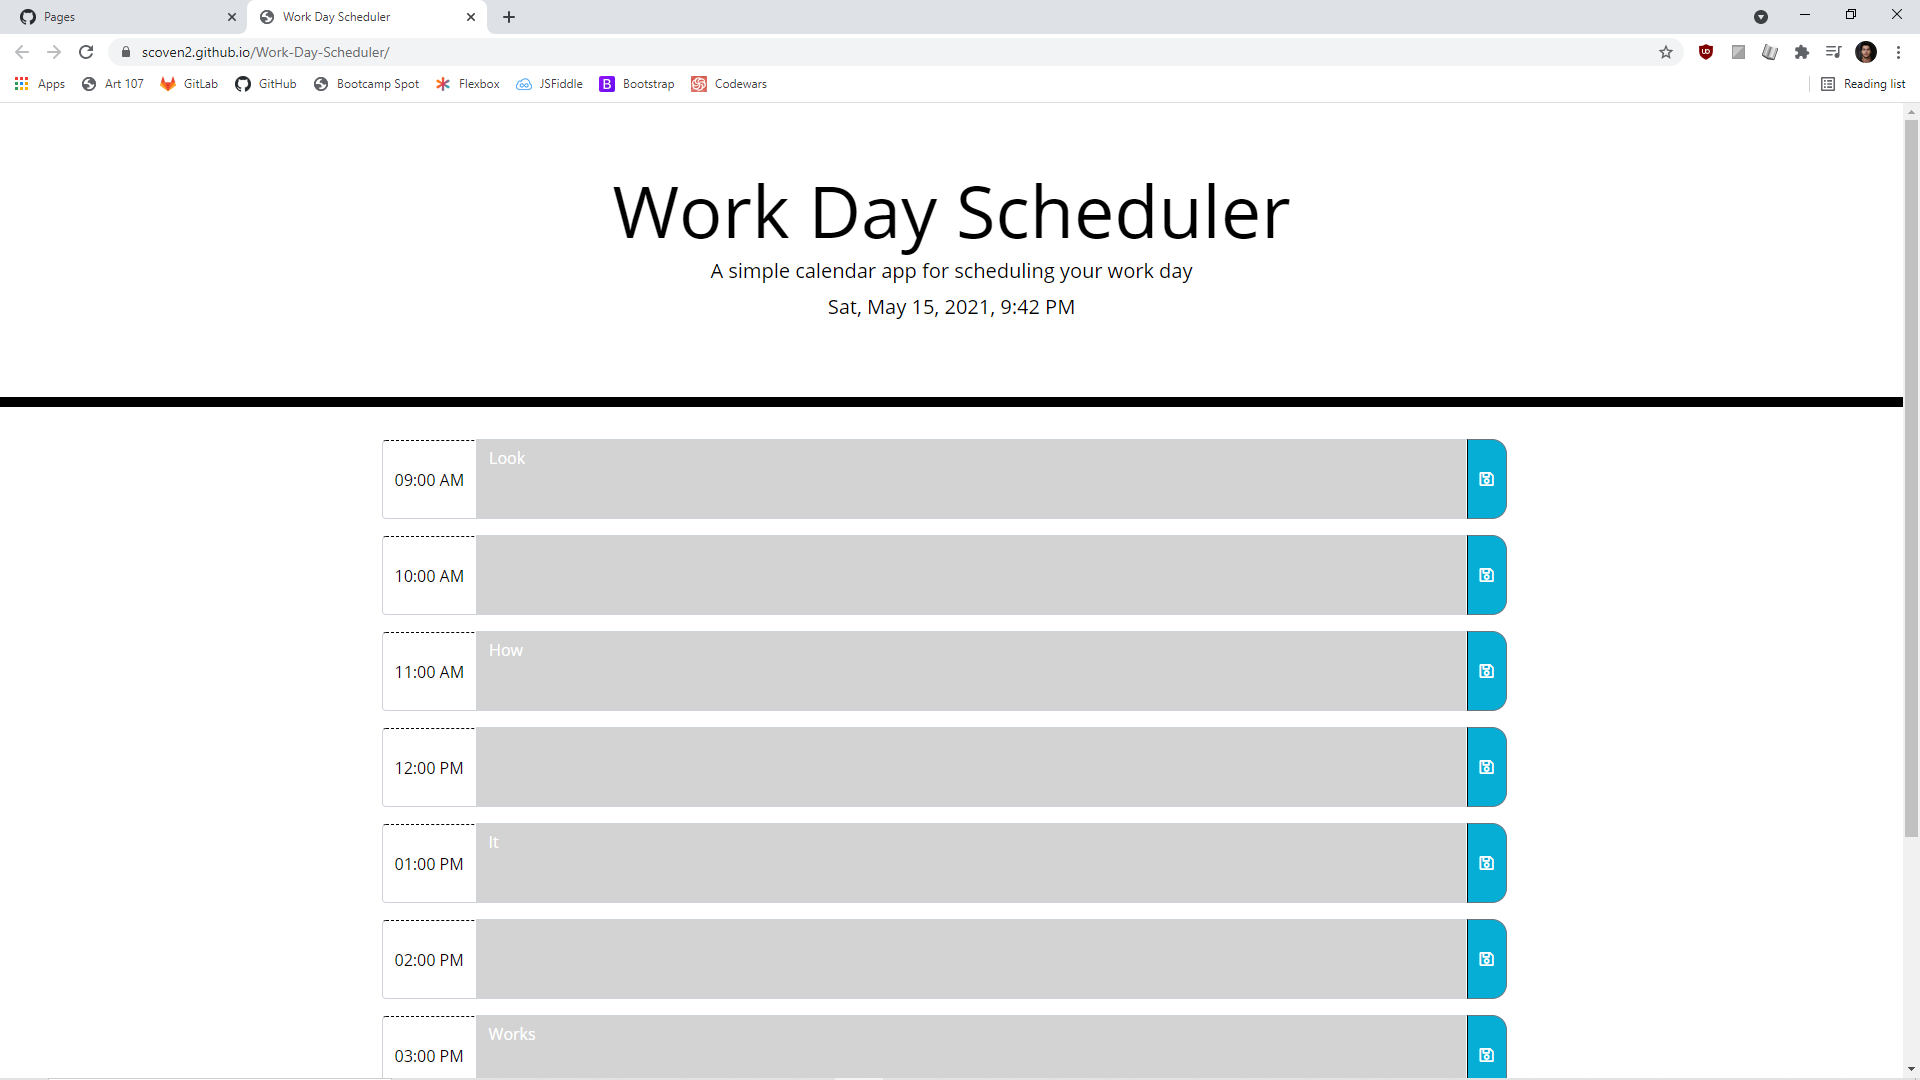 Pages
Work Day Scheduler
scoven2.github.io/Work-Day-Scheduler/
Apps
Art 107
GitLab
GitHub
Bootcamp Spot
Flexbox
JSFiddle
B Bootstrap
Codewars
Reading list
Work Day Scheduler
A simple calendar app for scheduling your work day
Sat, May 15, 2021, 9:42 PM
09:00 AM
Look
10:00 AM
11:00 AM
How
12:00 PM
01:00 PM
It
02:00 PM
03:00 PM
Works